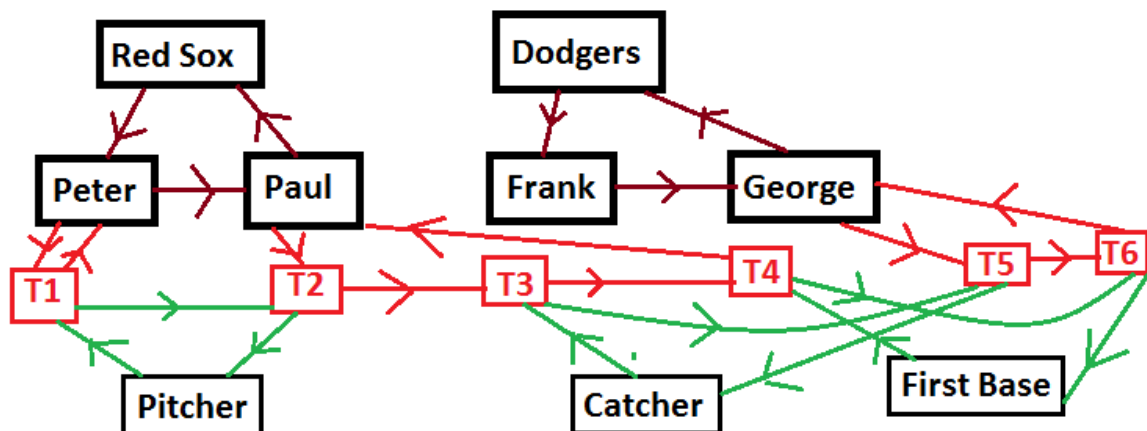 Red Sox
Dodgers
Peter
Paul
Frank
George
T1
T2
T3
T4
T5
T6
Pitcher
Catcher
First Base